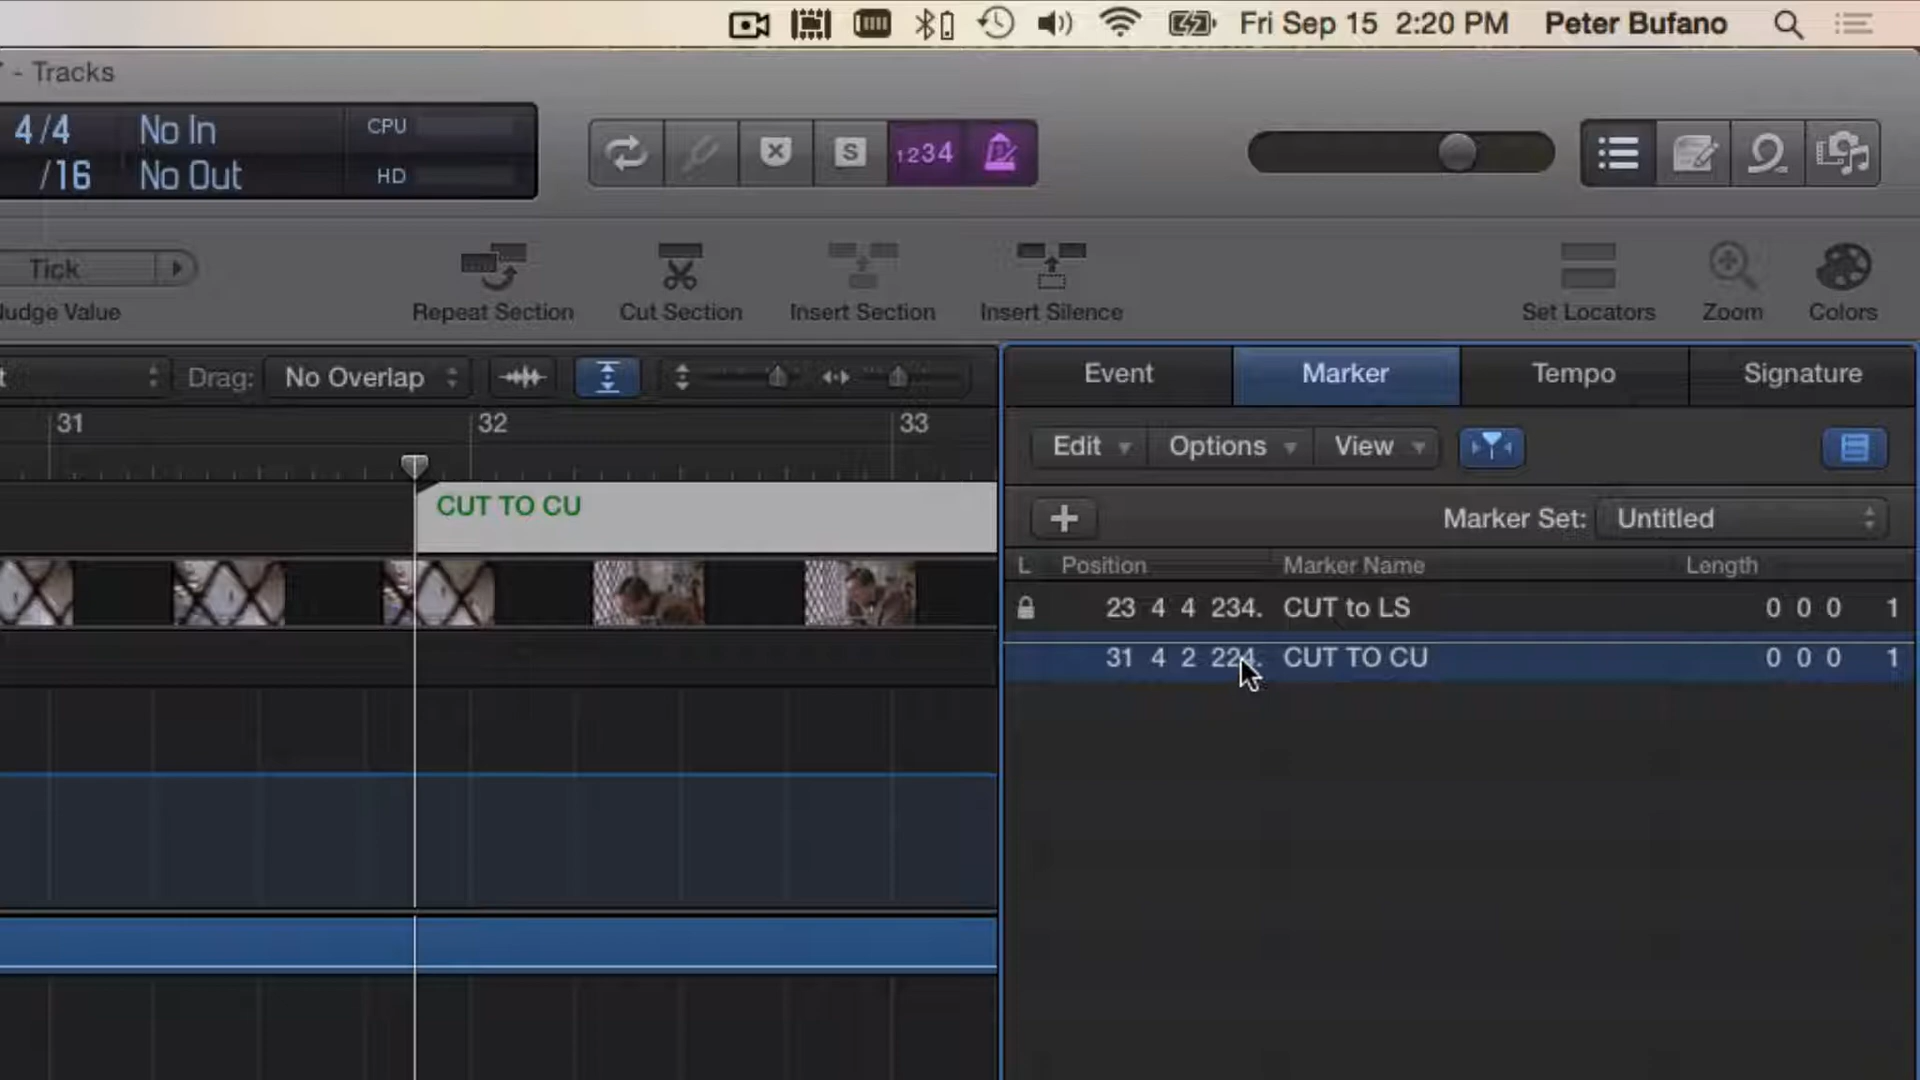 Fri Sep 15 2:20 PM Peter Bufano
- Tracks
4/4 No In CPU
/16 No Out HD
S 1234
Tick
Nudge Value Repeat Section Cut Section Insert Section Insert Silence Set Locators Zoom Colors
Drag: No Overlap
Event Marker Tempo Signature
31 32 33
Edit Options View
CUT TO CU
Marker Set: Untitled
L Position Marker Name Length
23 4 4 234. CUT to LS 0 0 0 1
31 4 2 224. CUT TO CU 0 0 0 1